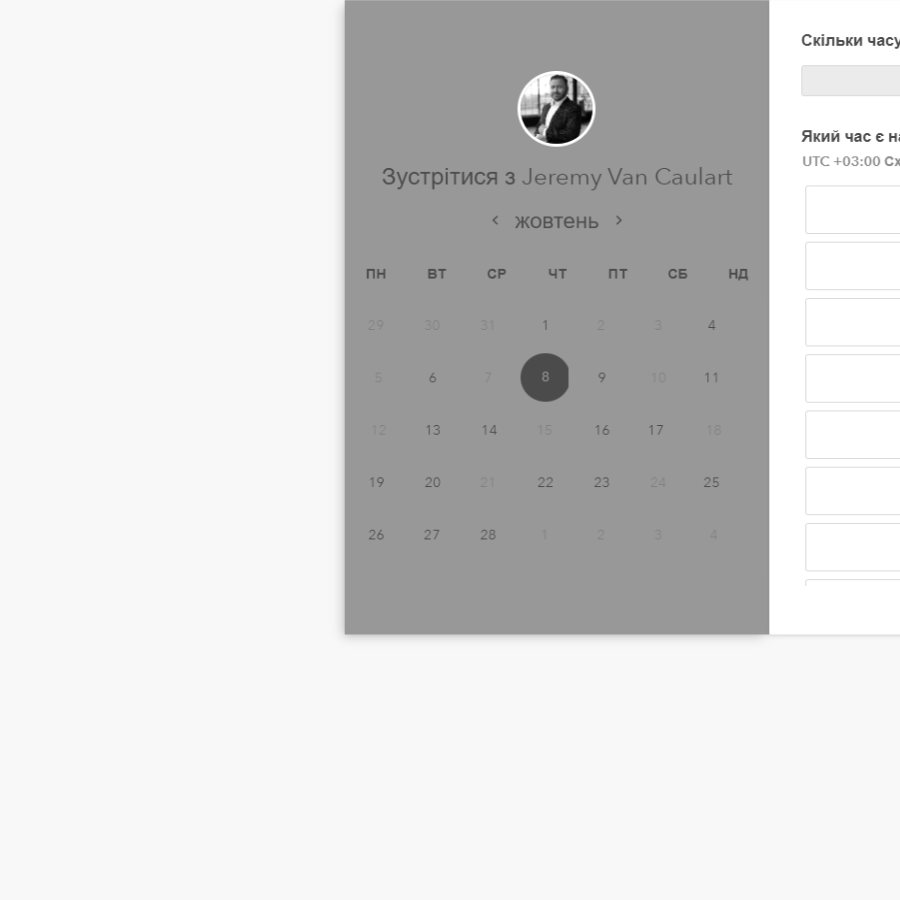 Зустрітися з Jeremy Van Caulart
жовтень
ПН ВТ СР ЧТ ПТ СБ НД
29 30 31 1 2 3 4
5 6 7 8 9 10 11
12 13 14 15 16 17 18
19 20 21 22 23 24 25
26 27 28 1 2 3 4
Скільки часу
Який час є
UTC +03:00